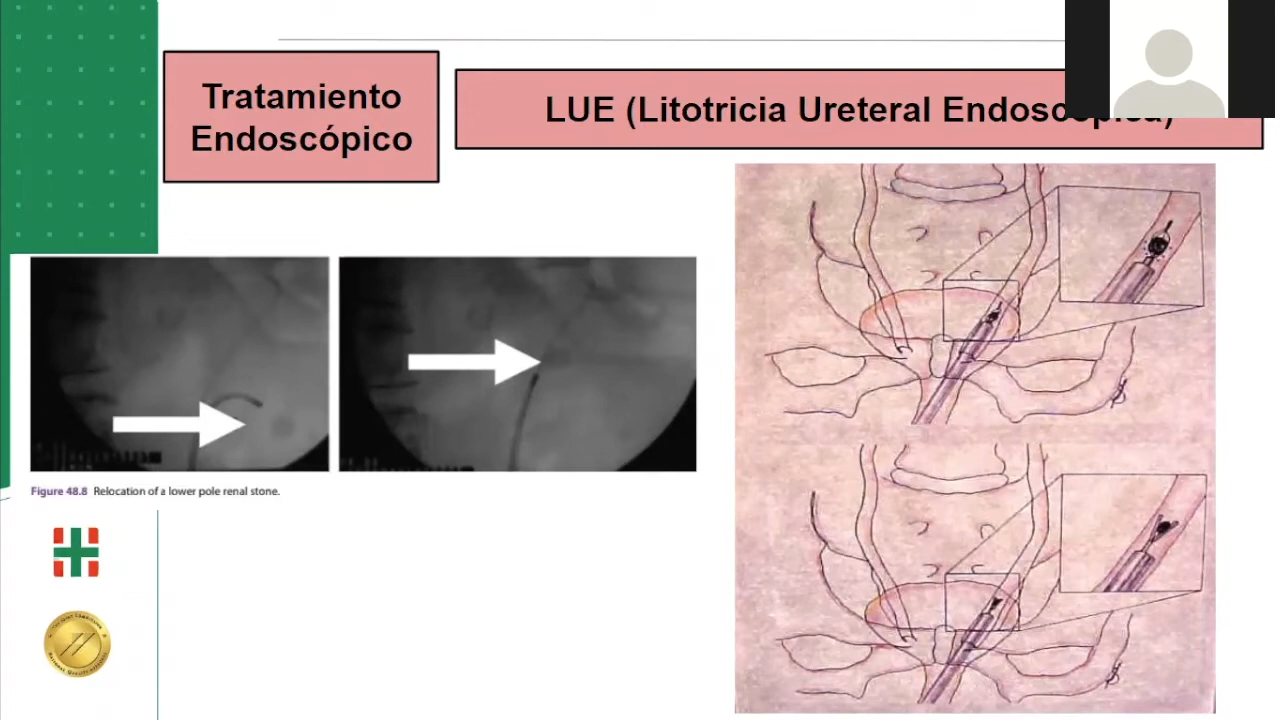 Tratamiento
Endoscópico
LUE (Litotricia Ureteral Endoscópica)
Figure 48.8 Relocation of a lower pole renal stone.